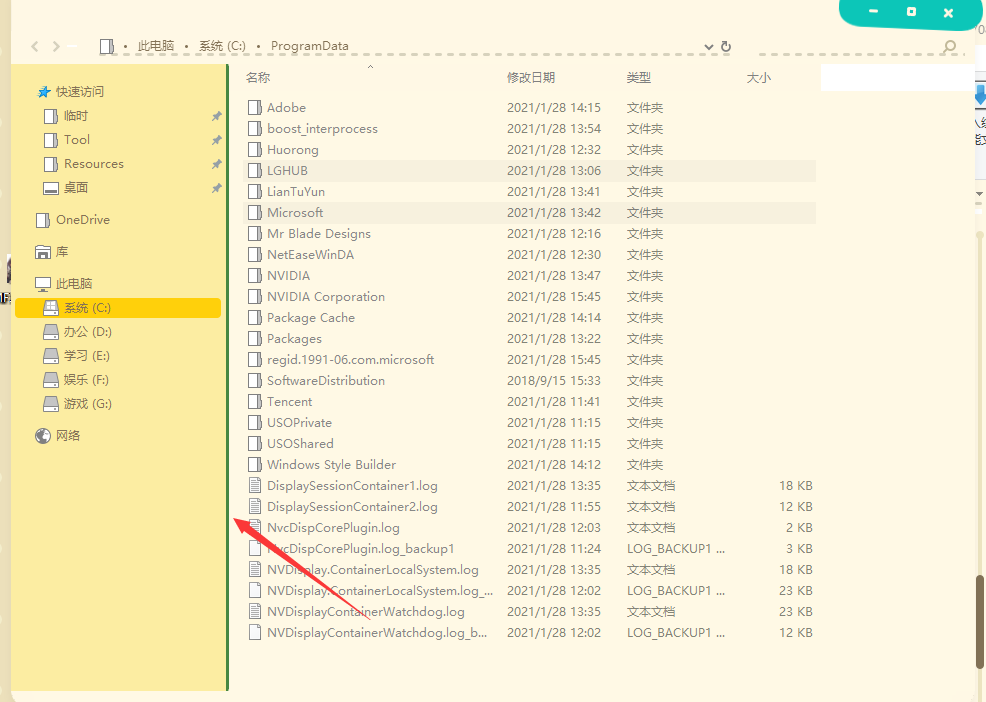 此电脑 系统 (C:) ProgramData
名称 修改日期 类型 大小
快速访问
临时
Tool
Resources
桌面
OneDrive
库
此电脑
系统 (C:)
办公 (D:)
学习 (E:)
娱乐 (F:)
游戏 (G:)
网络
Adobe 2021/1/28 14:15 文件夹
boost_interprocess 2021/1/28 13:54 文件夹
Huorong 2021/1/28 12:32 文件夹
LGHUB 2021/1/28 13:06 文件夹
LianTuYun 2021/1/28 13:41 文件夹
Microsoft 2021/1/28 13:42 文件夹
Mr Blade Designs 2021/1/28 12:16 文件夹
NetEaseWinDA 2021/1/28 12:30 文件夹
NVIDIA 2021/1/28 13:47 文件夹
NVIDIA Corporation 2021/1/28 15:45 文件夹
Package Cache 2021/1/28 14:14 文件夹
Packages 2021/1/28 13:22 文件夹
regid.1991-06.com.microsoft 2021/1/28 15:45 文件夹
SoftwareDistribution 2018/9/15 15:33 文件夹
Tencent 2021/1/28 11:41 文件夹
USOPrivate 2021/1/28 11:15 文件夹
USOShared 2021/1/28 11:15 文件夹
Windows Style Builder 2021/1/28 14:12 文件夹
DisplaySessionContainer1.log 2021/1/28 13:35 文本文档 18 KB
DisplaySessionContainer2.log 2021/1/28 11:55 文本文档 12 KB
NvcDispCorePlugin.log 2021/1/28 12:03 文本文档 2 KB
NvcDispCorePlugin.log_backup1 2021/1/28 11:24 LOG_BACKUP1 ... 3 KB
NVDisplay.ContainerLocalSystem.log 2021/1/28 13:35 文本文档 18 KB
NVDisplay.ContainerLocalSystem.log_... 2021/1/28 12:02 LOG_BACKUP1 ... 23 KB
NVDisplayContainerWatchdog.log 2021/1/28 13:35 文本文档 23 KB
NVDisplayContainerWatchdog.log_b... 2021/1/28 12:02 LOG_BACKUP1 ... 12 KB